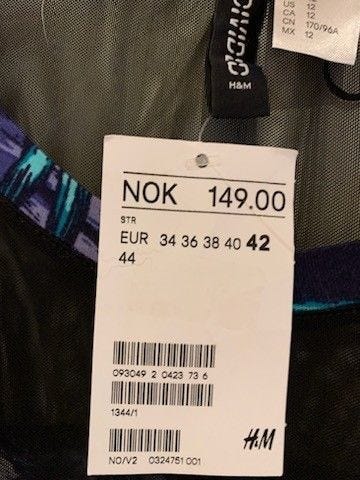 US 12
CA 12
CN 170/96A
MX 12
DIVIDED
H&M
NOK 149.00
STR
EUR 34 36 38 40 42
44
093049 2 0423 73 6
1344/1
H&M
NO/V2 0324751 001